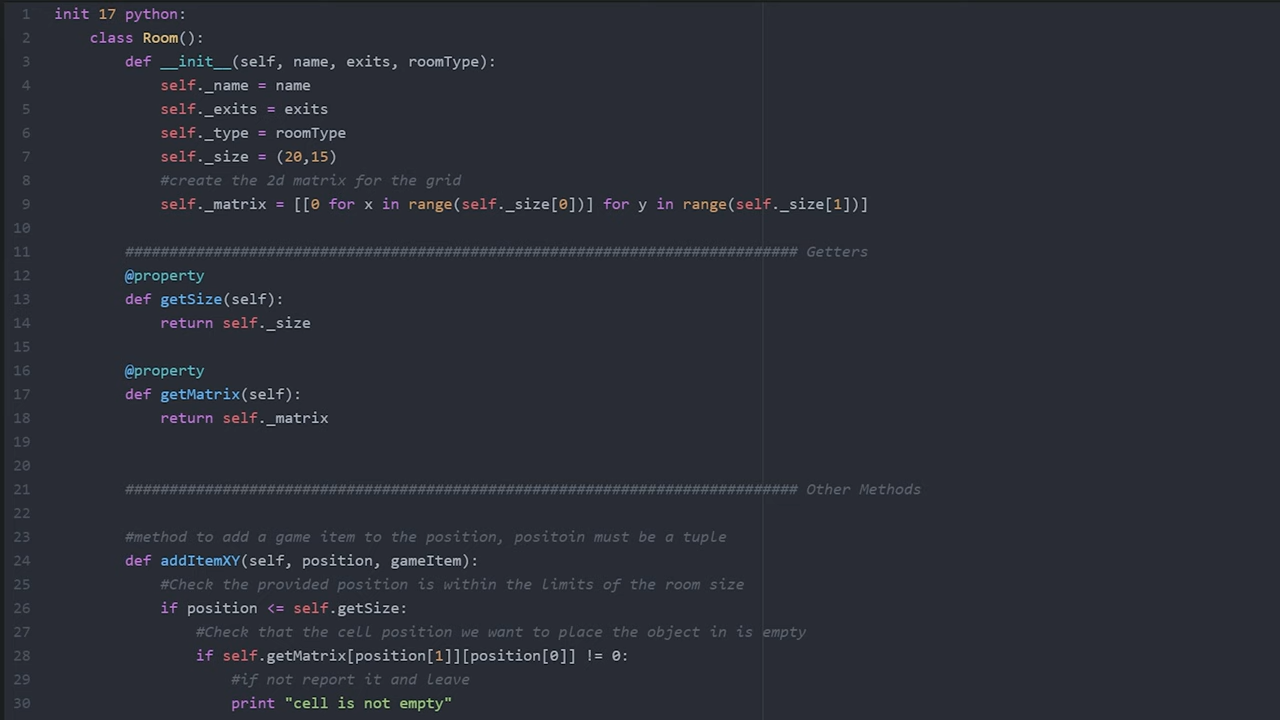 1 init 17 python:
2 class Room():
3 def __init__(self, name, exits, roomType):
4 self._name = name
5 self._exits = exits
6 self._type = roomType
7 self._size = (20,15)
8 #create the 2d matrix for the grid
9 self._matrix = [[0 for x in range(self._size[0])] for y in range(self._size[1])]
10
11 ############################################################################ Getters
12 @property
13 def getSize(self):
14 return self._size
15
16 @property
17 def getMatrix(self):
18 return self._matrix
19
20
21 ############################################################################ Other Methods
22
23 #method to add a game item to the position, positoin must be a tuple
24 def addItemXY(self, position, gameItem):
25 #Check the provided position is within the limits of the room size
26 if position <= self.getSize:
27 #Check that the cell position we want to place the object in is empty
28 if self.getMatrix[position[1]][position[0]] != 0:
29 #if not report it and leave
30 print "cell is not empty"